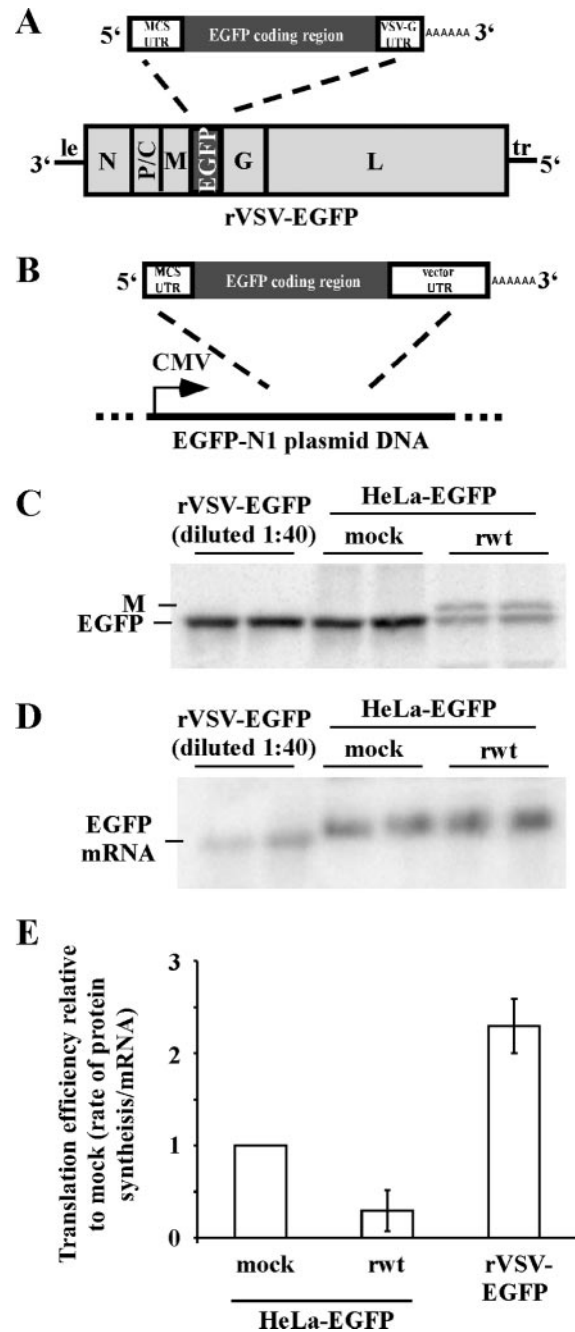 A
5‘ MCS UTR EGFP coding region VSV-G UTR AAAAAA 3‘
3‘ le N P/C M EGFP G L tr 5‘
rVSV-EGFP
B
5‘ MCS UTR EGFP coding region vector UTR AAAAAA 3‘
CMV
EGFP-N1 plasmid DNA
C
rVSV-EGFP (diluted 1:40)
HeLa-EGFP
mock rwt
M
EGFP
D
rVSV-EGFP (diluted 1:40)
HeLa-EGFP
mock rwt
EGFP mRNA
E
Translation efficiency relative
to mock (rate of protein
syntheisis/mRNA)
3
2
1
0
mock rwt rVSV-EGFP
HeLa-EGFP